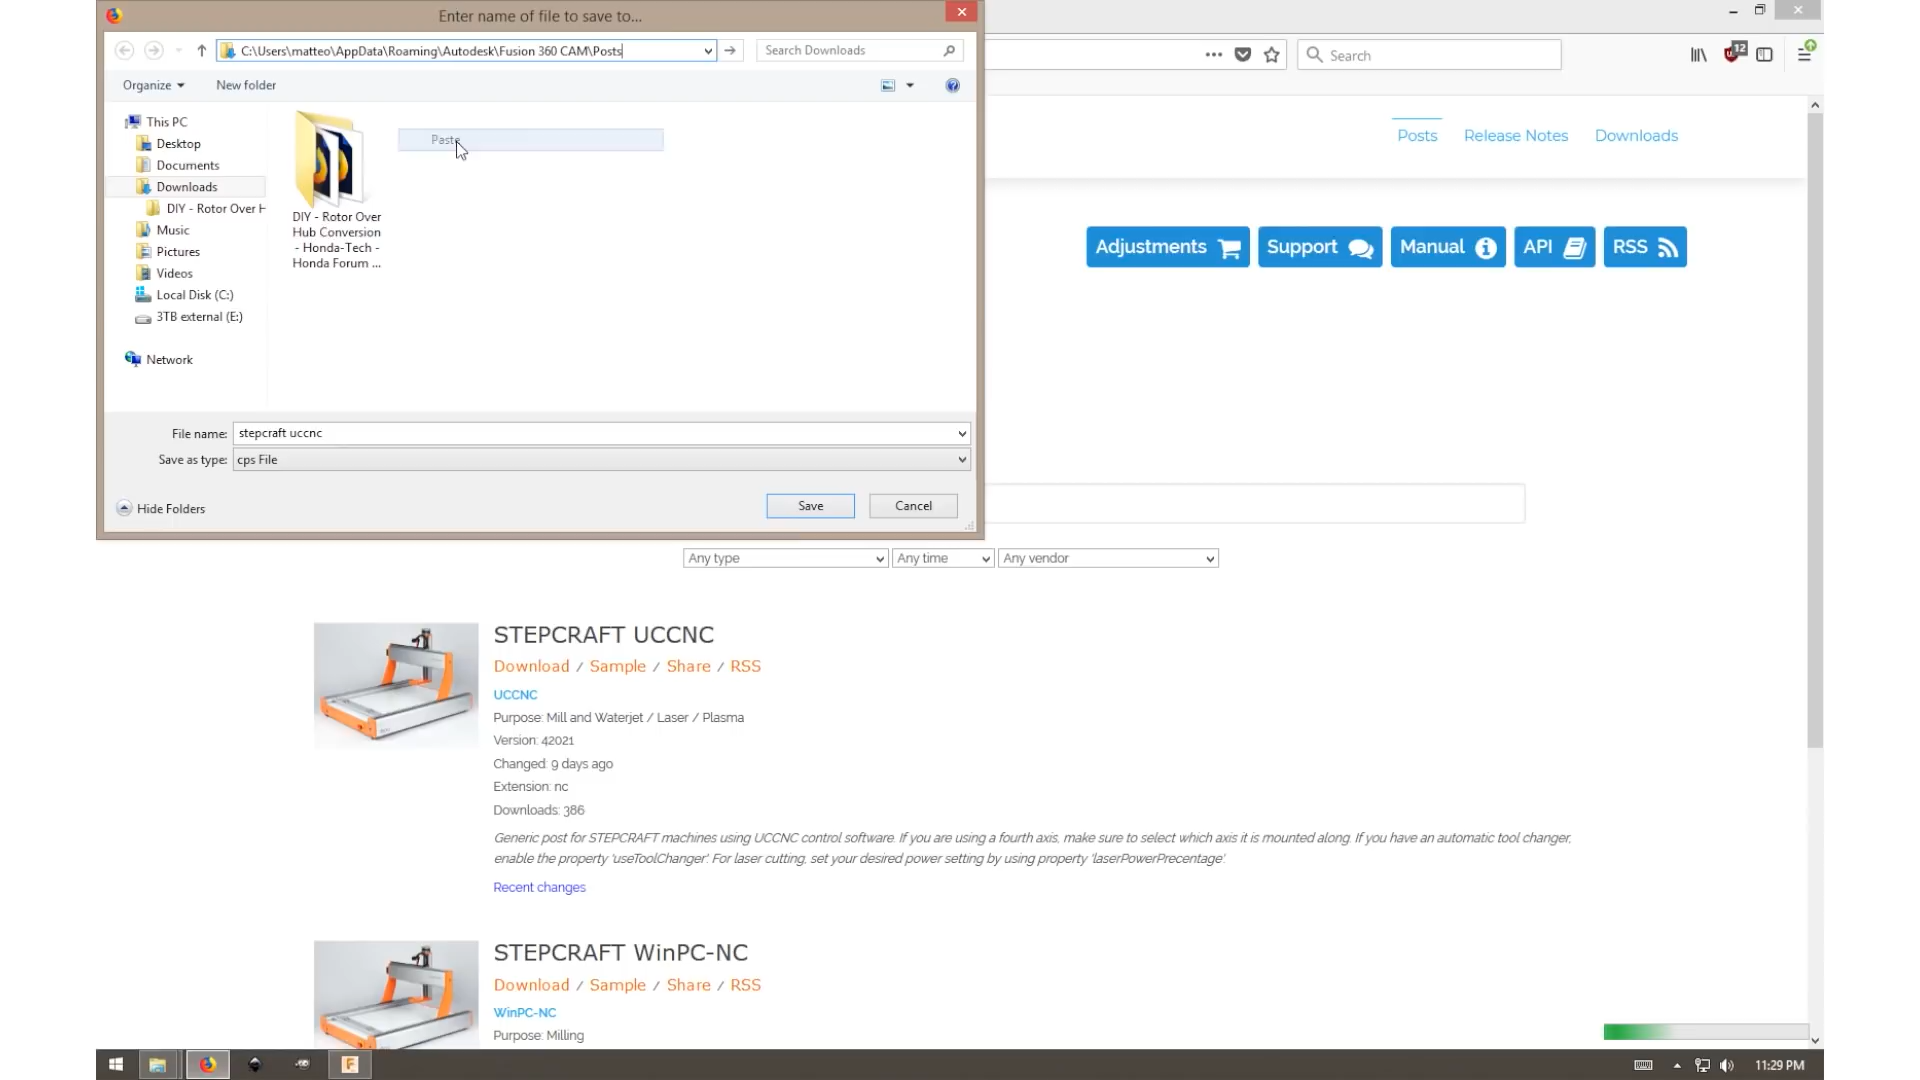 Enter name of file to save to...
C:\Users\matteo\AppData\Roaming\Autodesk\Fusion 360 CAM\Posts
Search Downloads
Search
12
Organize
New folder
This PC
Desktop
Documents
Downloads
DIY - Rotor Over H
Music
Pictures
Videos
Local Disk (C:)
3TB external (E:)
Network
DIY - Rotor Over
Hub Conversion
- Honda-Tech -
Honda Forum ...
Paste
File name:
stepcraft uccnc
Save as type:
cps File
Hide Folders
Save
Cancel
Posts
Release Notes
Downloads
Adjustments
Support
Manual
API
RSS
Any type
Any time
Any vendor
STEPCRAFT UCCNC
Download / Sample / Share / RSS
UCCNC
Purpose: Mill and Waterjet / Laser / Plasma
Version: 42021
Changed: 9 days ago
Extension: nc
Downloads: 386
Generic post for STEPCRAFT machines using UCCNC control software. If you are using a fourth axis, make sure to select which axis it is mounted along. If you have an automatic tool changer,
enable the property 'useToolChanger'. For laser cutting, set your desired power setting by using property 'laserPowerPrecentage'.
Recent changes
STEPCRAFT WinPC-NC
Download / Sample / Share / RSS
WinPC-NC
Purpose: Milling
11:29 PM